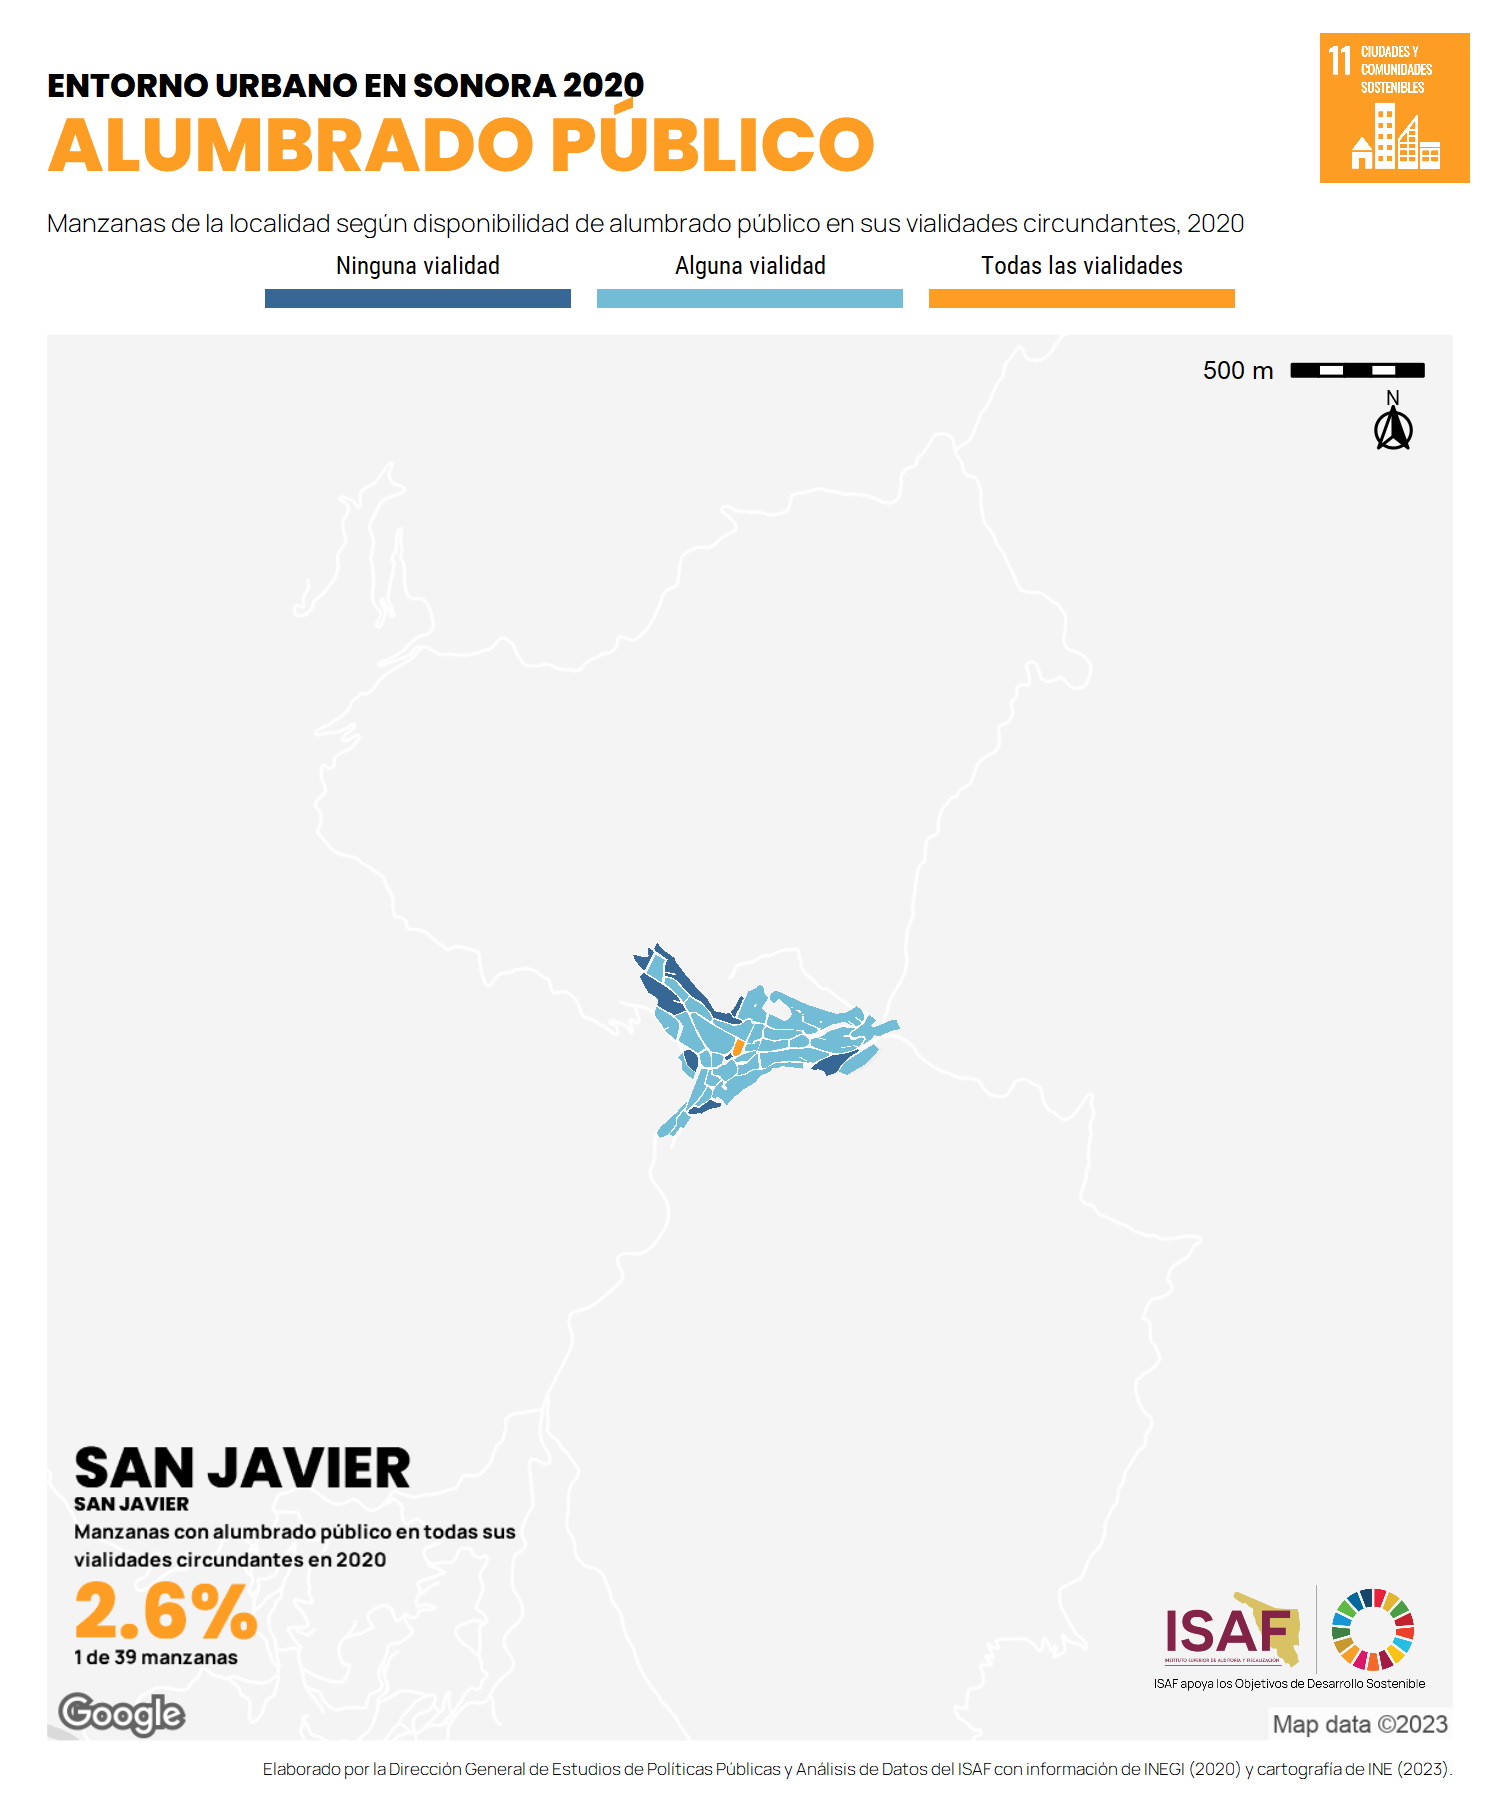 ENTORNO URBANO EN SONORA 2020
ALUMBRADO PÚBLICO
11 CIUDADES Y
COMUNIDADES
SOSTENIBLES
Manzanas de la localidad según disponibilidad de alumbrado público en sus vialidades circundantes, 2020
Ninguna vialidad
Alguna vialidad
Todas las vialidades
500 m
N
SAN JAVIER
SAN JAVIER
Manzanas con alumbrado público en todas sus
vialidades circundantes en 2020
2.6%
1 de 39 manzanas
ISAF
INSTITUTO SUPERIOR DE AUDITORÍA Y FISCALIZACIÓN
ISAF apoya los Objetivos de Desarrollo Sostenible
Google
Map data ©2023
Elaborado por la Dirección General de Estudios de Políticas Públicas y Análisis de Datos del ISAF con información de INEGI (2020) y cartografía de INE (2023).